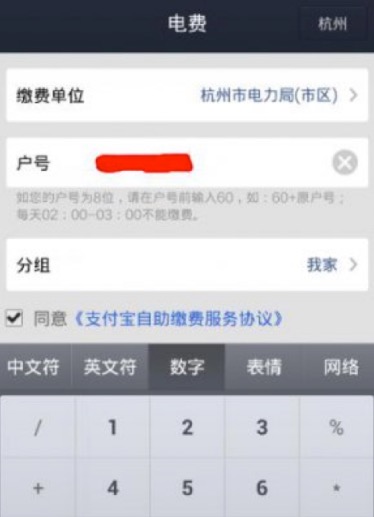 电费
杭州
缴费单位
杭州市电力局(市区)
户号
如您的户号为8位，请在户号前输入60，如：60+原户号；
每天02：00-03：00不能缴费。
分组
我家
同意《支付宝自助缴费服务协议》
中文符 英文符 数字 表情 网络
/ 1 2 3 %
+ 4 5 6 *